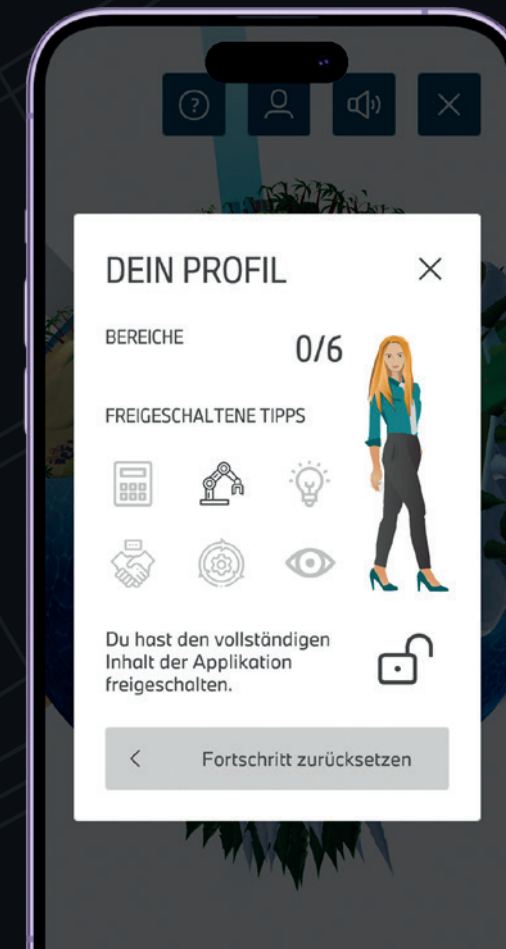 DEIN PROFIL
BEREICHE
0/6
FREIGESCHALTENE TIPPS
Du hast den vollständigen
Inhalt der Applikation
freigeschalten.
Fortschritt zurücksetzen